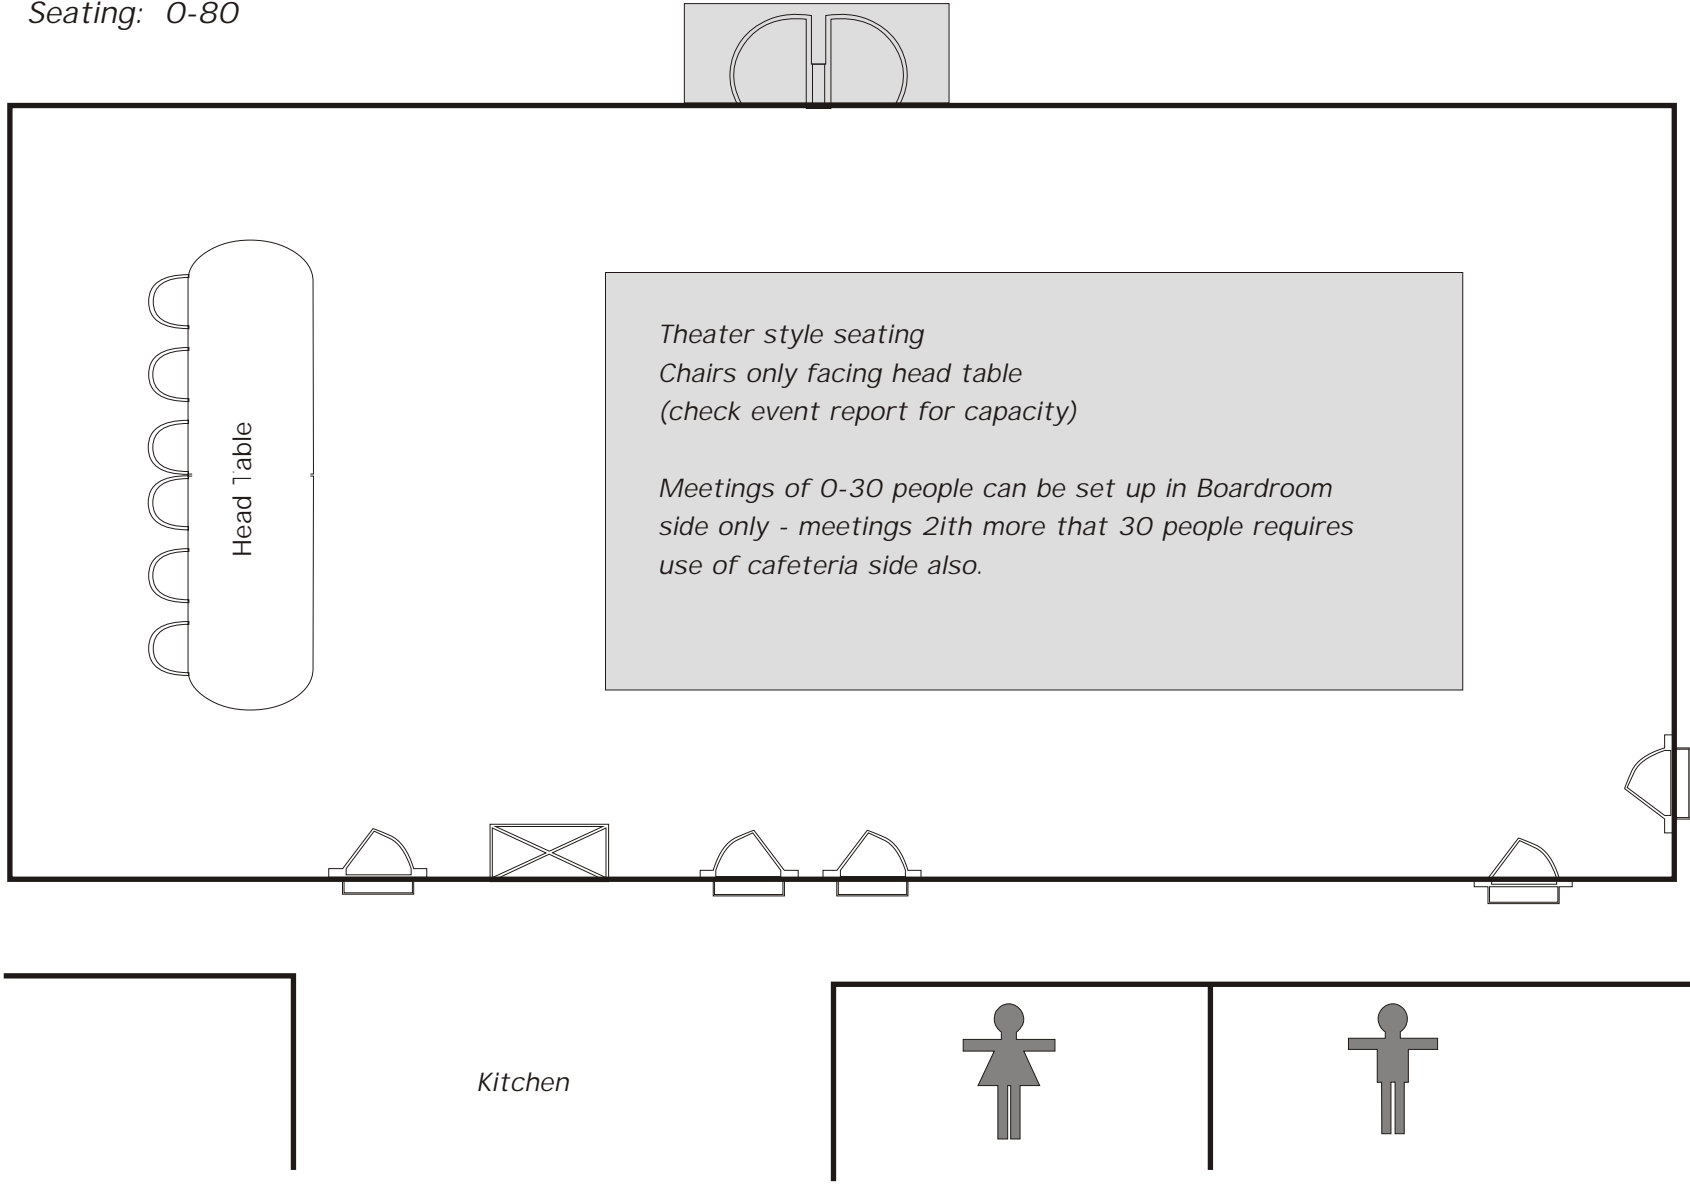 Seating: 0-80
Head Table
Theater style seating
Chairs only facing head table
(check event report for capacity)
Meetings of 0-30 people can be set up in Boardroom
side only - meetings 2ith more that 30 people requires
use of cafeteria side also.
Kitchen